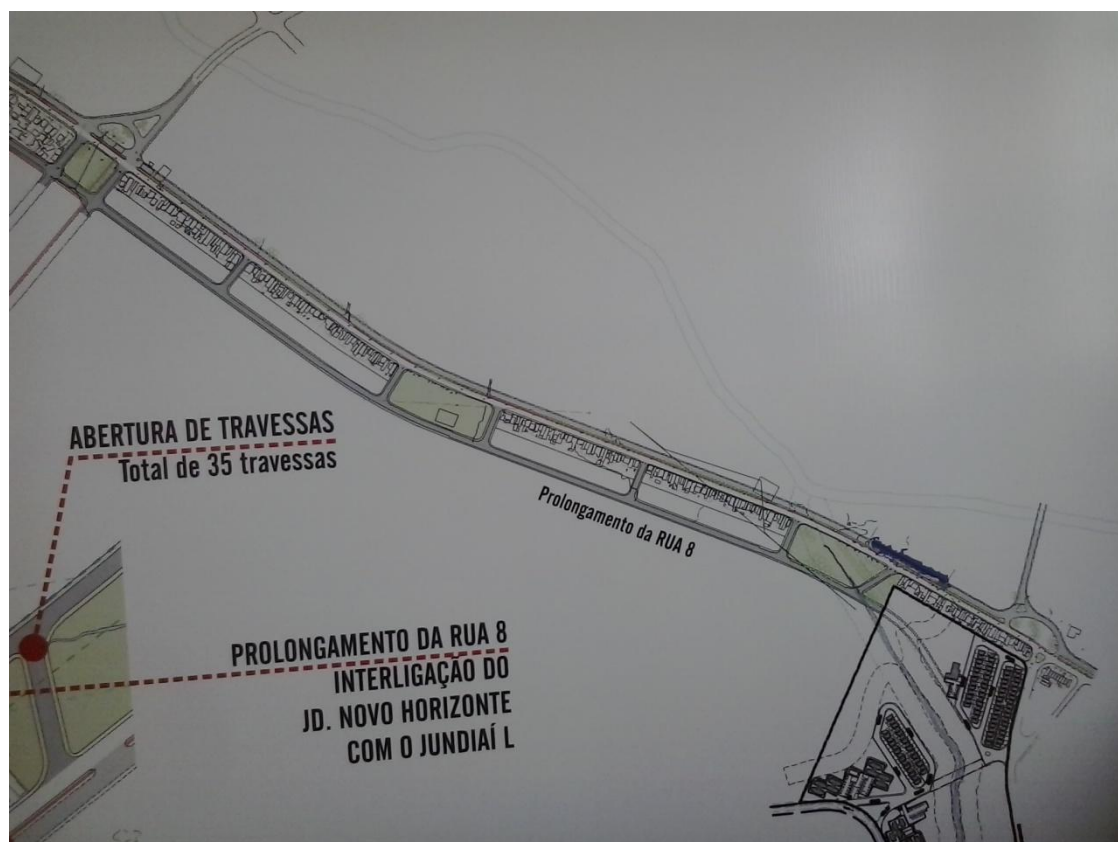 ABERTURA DE TRAVESSAS
Total de 35 travessas
Prolongamento da RUA 8
PROLONGAMENTO DA RUA 8
INTERLIGAÇÃO DO
JD. NOVO HORIZONTE
COM O JUNDIAÍ L